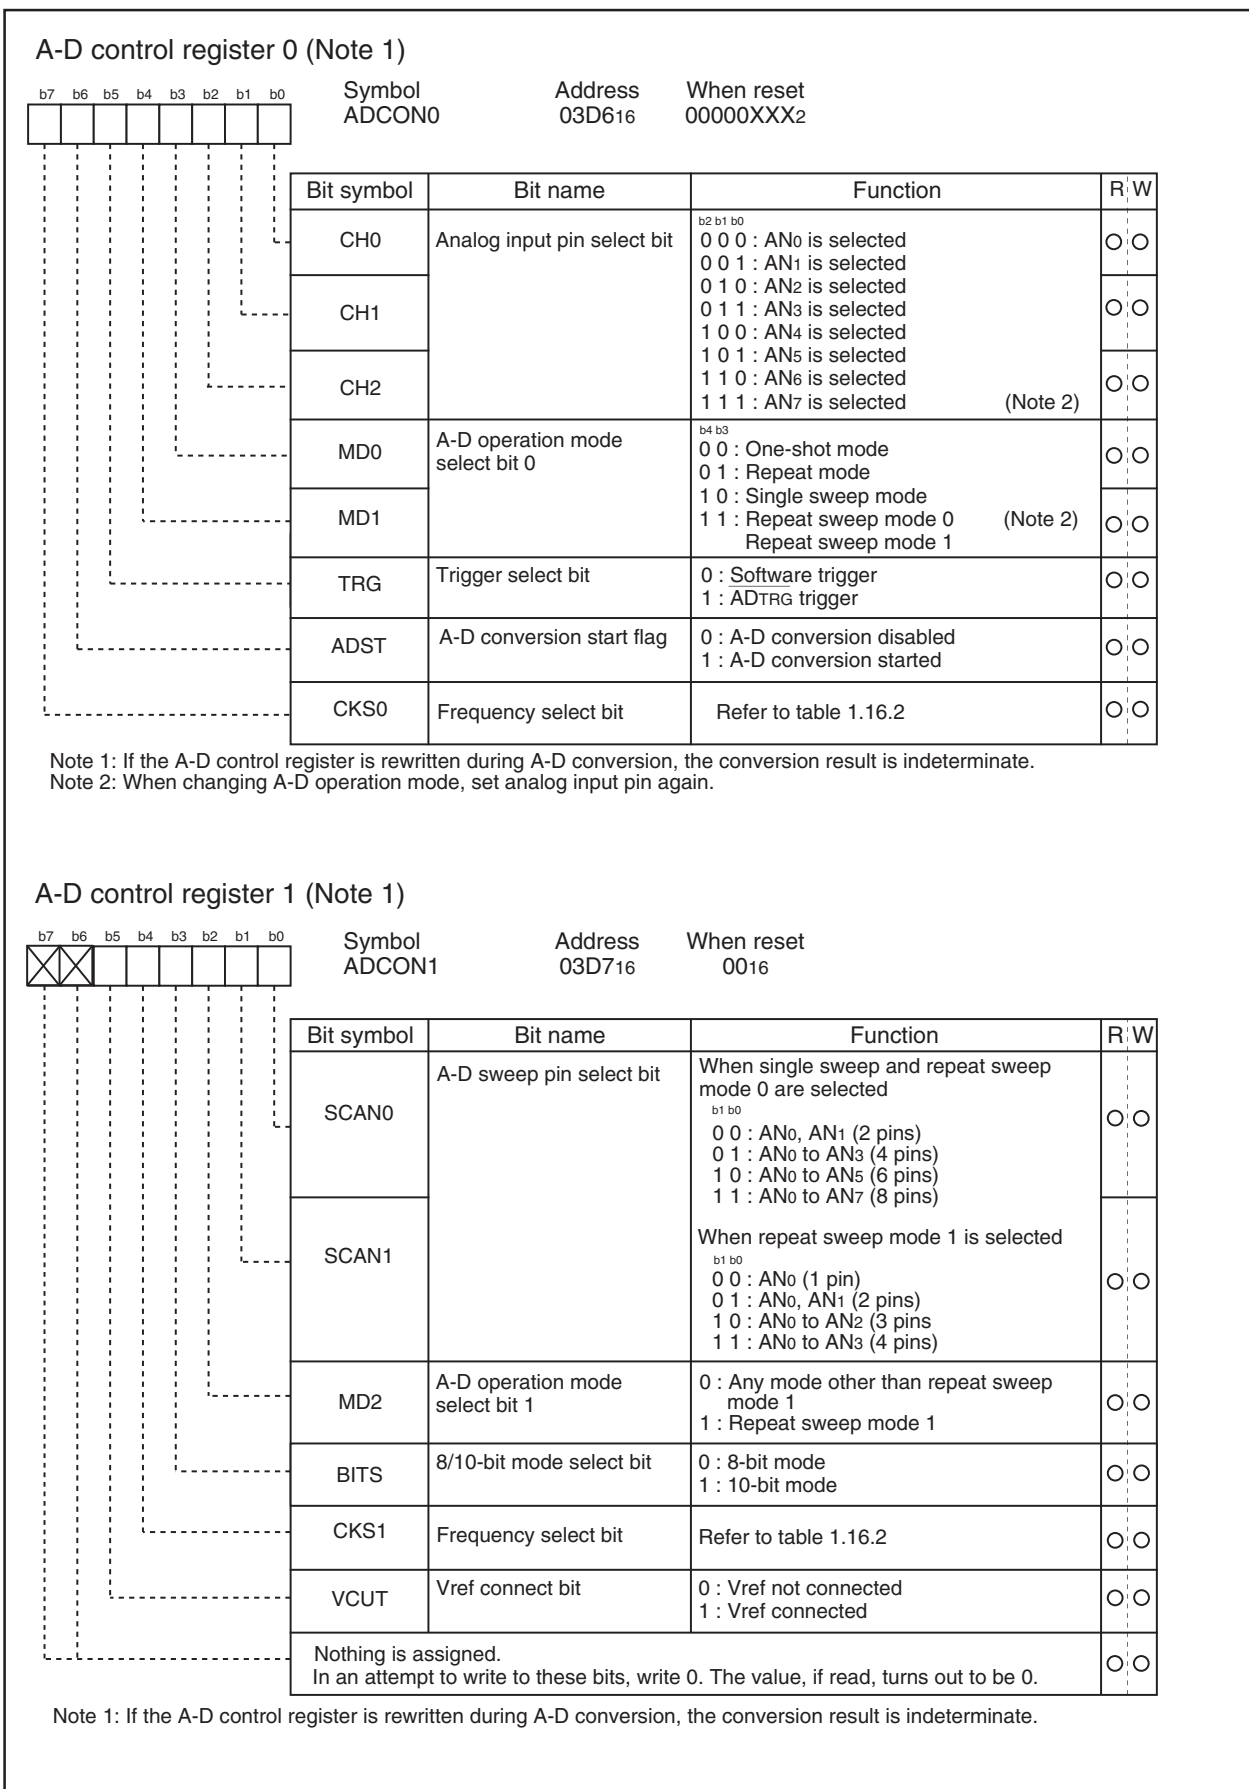 A-D control register 0 (Note 1)
b7 b6 b5 b4 b3 b2 b1 b0
Symbol Address When reset
ADCON0 03D616 00000XXX2
Bit symbol Bit name Function R W
CH0 Analog input pin select bit
b2 b1 b0
0 0 0 : AN0 is selected
0 0 1 : AN1 is selected
0 1 0 : AN2 is selected
CH1
0 1 1 : AN3 is selected
1 0 0 : AN4 is selected
1 0 1 : AN5 is selected
CH2
1 1 0 : AN6 is selected
1 1 1 : AN7 is selected (Note 2)
MD0
A-D operation mode
select bit 0
b4 b3
0 0 : One-shot mode
0 1 : Repeat mode
1 0 : Single sweep mode
MD1
1 1 : Repeat sweep mode 0 (Note 2)
Repeat sweep mode 1
TRG
Trigger select bit
0 : Software trigger
1 : ADTRG trigger
ADST
A-D conversion start flag
0 : A-D conversion disabled
1 : A-D conversion started
CKS0 Frequency select bit Refer to table 1.16.2
Note 1: If the A-D control register is rewritten during A-D conversion, the conversion result is indeterminate.
Note 2: When changing A-D operation mode, set analog input pin again.
A-D control register 1 (Note 1)
b7 b6 b5 b4 b3 b2 b1 b0
Symbol Address When reset
ADCON1 03D716 0016
Bit symbol Bit name Function R W
SCAN0
A-D sweep pin select bit
When single sweep and repeat sweep
mode 0 are selected
b1 b0
0 0 : AN0, AN1 (2 pins)
0 1 : AN0 to AN3 (4 pins)
1 0 : AN0 to AN5 (6 pins)
1 1 : AN0 to AN7 (8 pins)
SCAN1
When repeat sweep mode 1 is selected
b1 b0
0 0 : AN0 (1 pin)
0 1 : AN0, AN1 (2 pins)
1 0 : AN0 to AN2 (3 pins
1 1 : AN0 to AN3 (4 pins)
MD2
A-D operation mode
select bit 1
0 : Any mode other than repeat sweep
mode 1
1 : Repeat sweep mode 1
BITS
8/10-bit mode select bit
0 : 8-bit mode
1 : 10-bit mode
CKS1 Frequency select bit Refer to table 1.16.2
VCUT
Vref connect bit
0 : Vref not connected
1 : Vref connected
Nothing is assigned.
In an attempt to write to these bits, write 0. The value, if read, turns out to be 0.
Note 1: If the A-D control register is rewritten during A-D conversion, the conversion result is indeterminate.